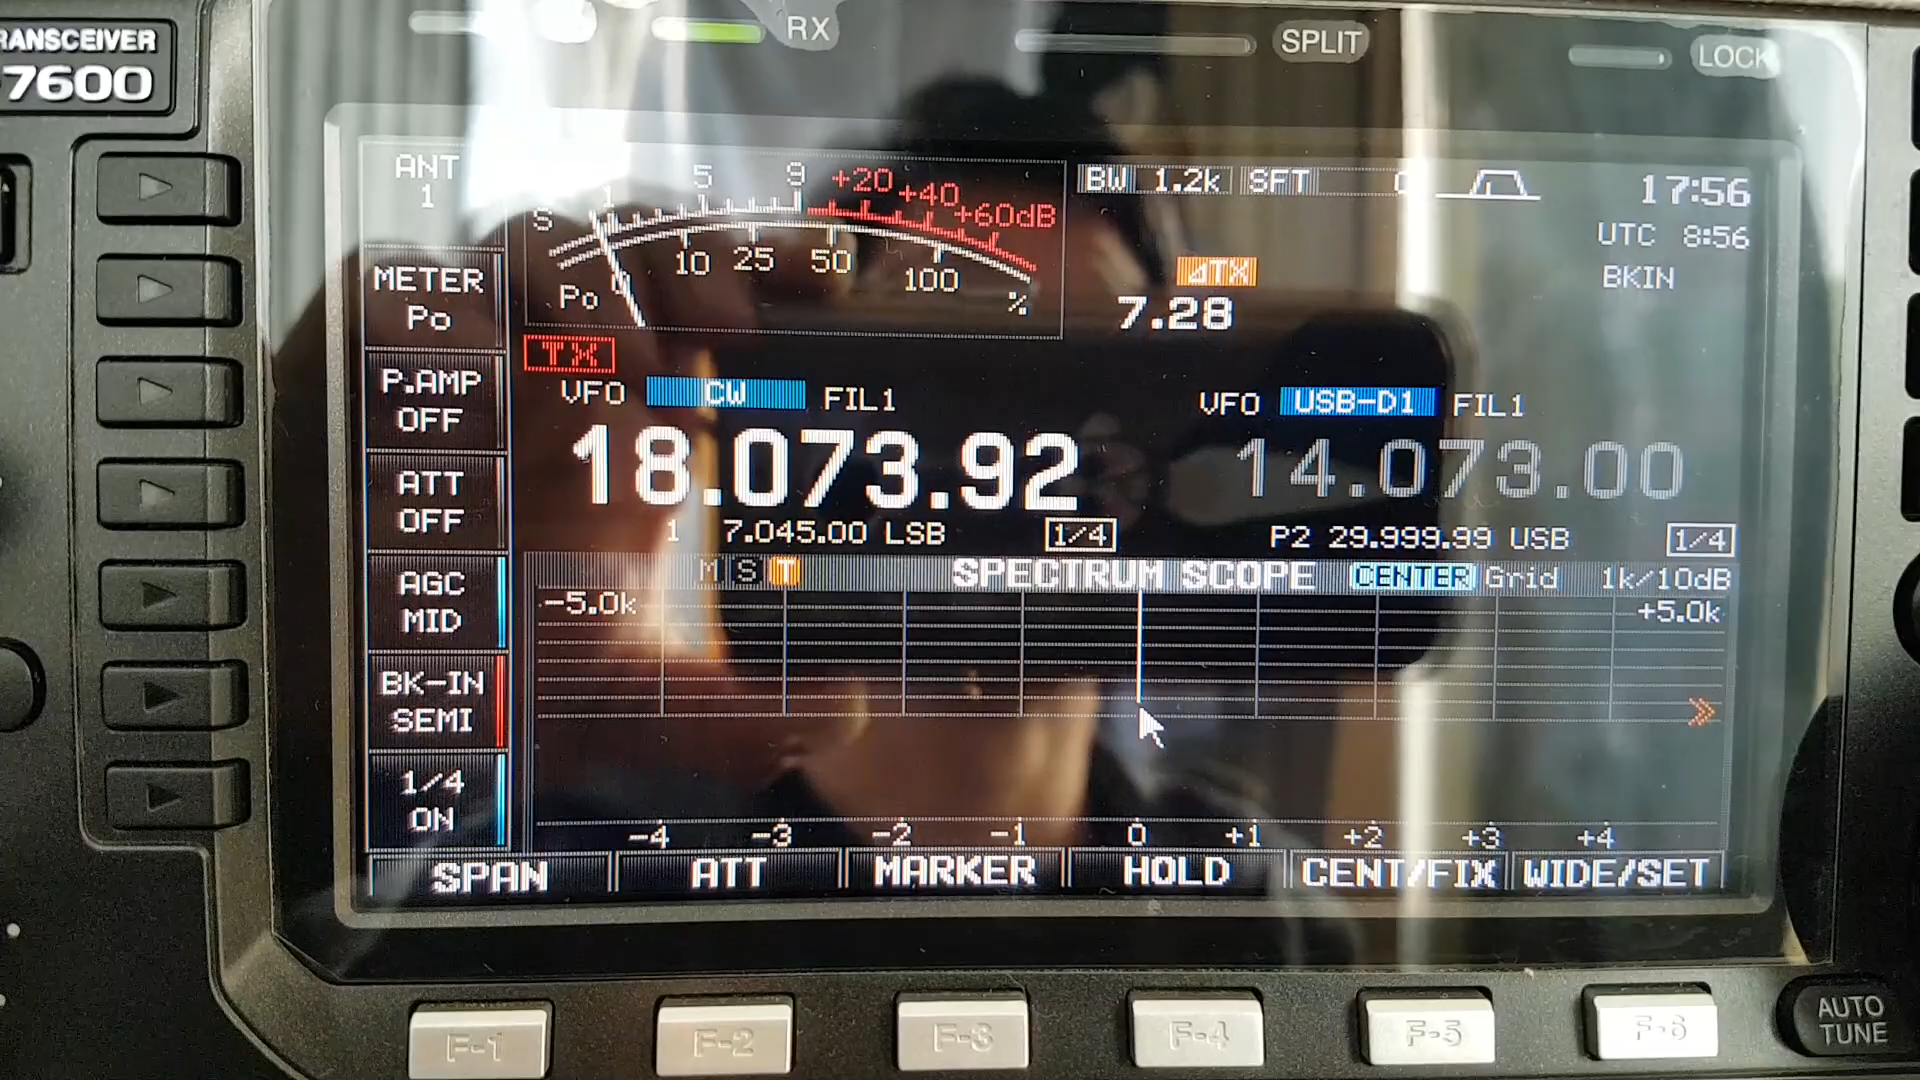 RANSCEIVER
7600
RX
SPLIT
LOCK
ANT
1
METER
Po
P.AMP
OFF
ATT
OFF
AGC
MID
BK-IN
SEMI
1/4
ON
S 1 5 9 +20 +40 +60dB
Po 0 10 25 50 100 %
BW 1.2k SFT 0
17:56
UTC 8:56
BKIN
⊿TX
7.28
TX
VFO CW FIL1
18.073.92
1 7.045.00 LSB 1/4
VFO USB-D1 FIL1
14.073.00
P2 29.999.99 USB 1/4
M S T SPECTRUM SCOPE CENTER Grid 1k/10dB
-5.0k +5.0k
-4 -3 -2 -1 0 +1 +2 +3 +4
SPAN ATT MARKER HOLD CENT/FIX WIDE/SET
F-1 F-2 F-3 F-4 F-5 F-6
AUTO
TUNE